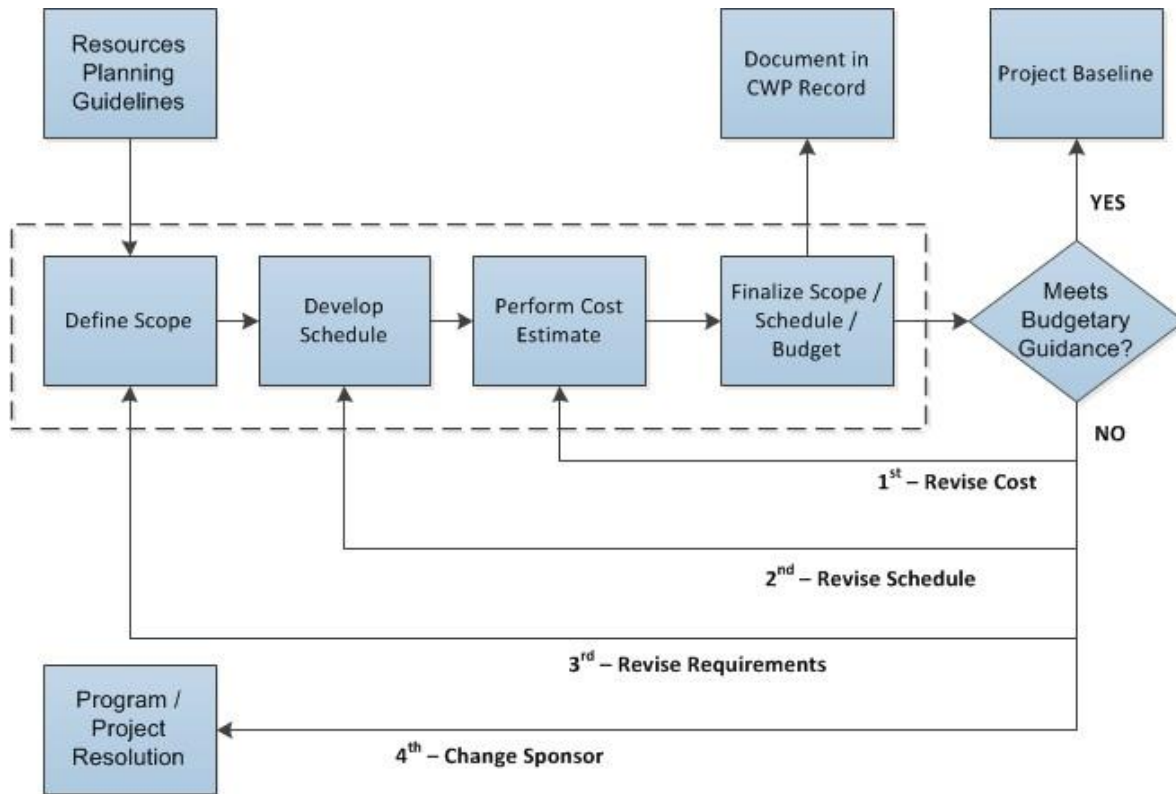 Resources
Planning
Guidelines
Document in
CWP Record
Project Baseline
YES
Define Scope
Develop
Schedule
Perform Cost
Estimate
Finalize Scope /
Schedule /
Budget
Meets
Budgetary
Guidance?
NO
1st – Revise Cost
2nd – Revise Schedule
3rd – Revise Requirements
Program /
Project
Resolution
4th – Change Sponsor